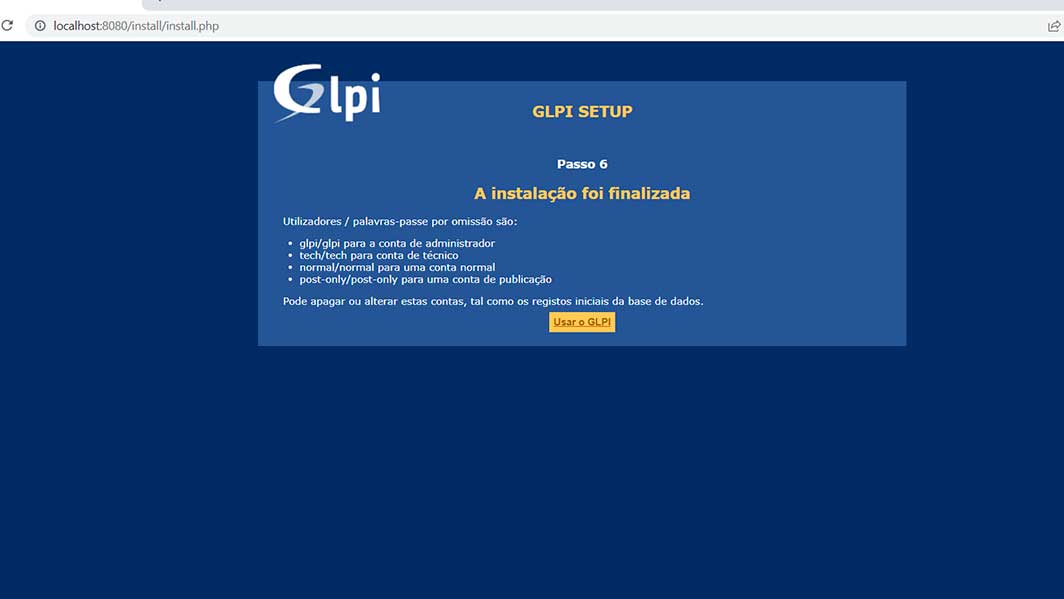 localhost:8080/install/install.php
Glpi
GLPI SETUP
Passo 6
A instalação foi finalizada
Utilizadores / palavras-passe por omissão são:
• glpi/glpi para a conta de administrador
• tech/tech para conta de técnico
• normal/normal para uma conta normal
• post-only/post-only para uma conta de publicação
Pode apagar ou alterar estas contas, tal como os registos iniciais da base de dados.
Usar o GLPI